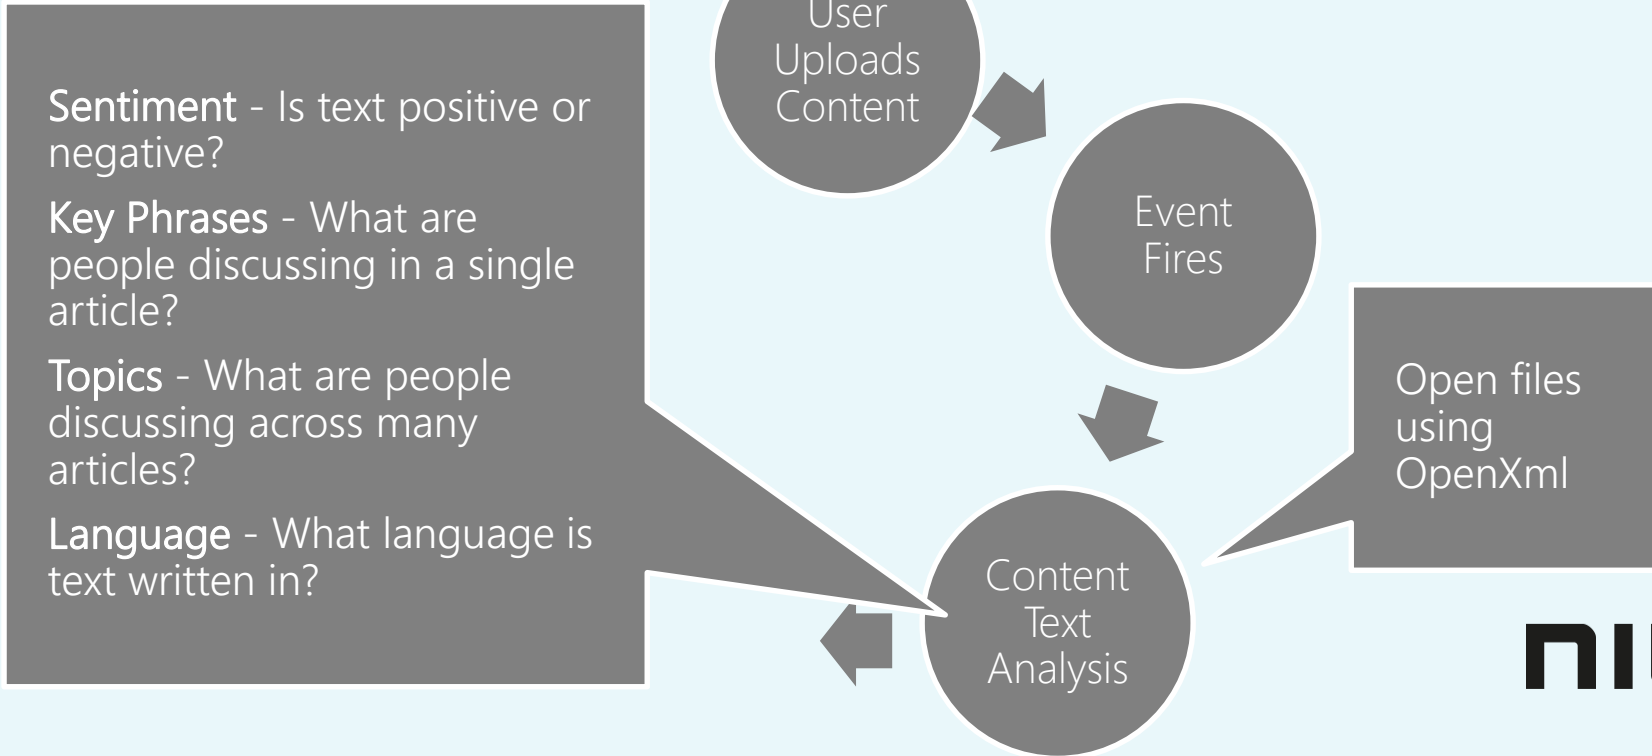 Sentiment - Is text positive or
negative?
Key Phrases - What are
people discussing in a single
article?
Topics - What are people
discussing across many
articles?
Language - What language is
text written in?
User
Uploads
Content
Event
Fires
Open files
using
OpenXml
Content
Text
Analysis